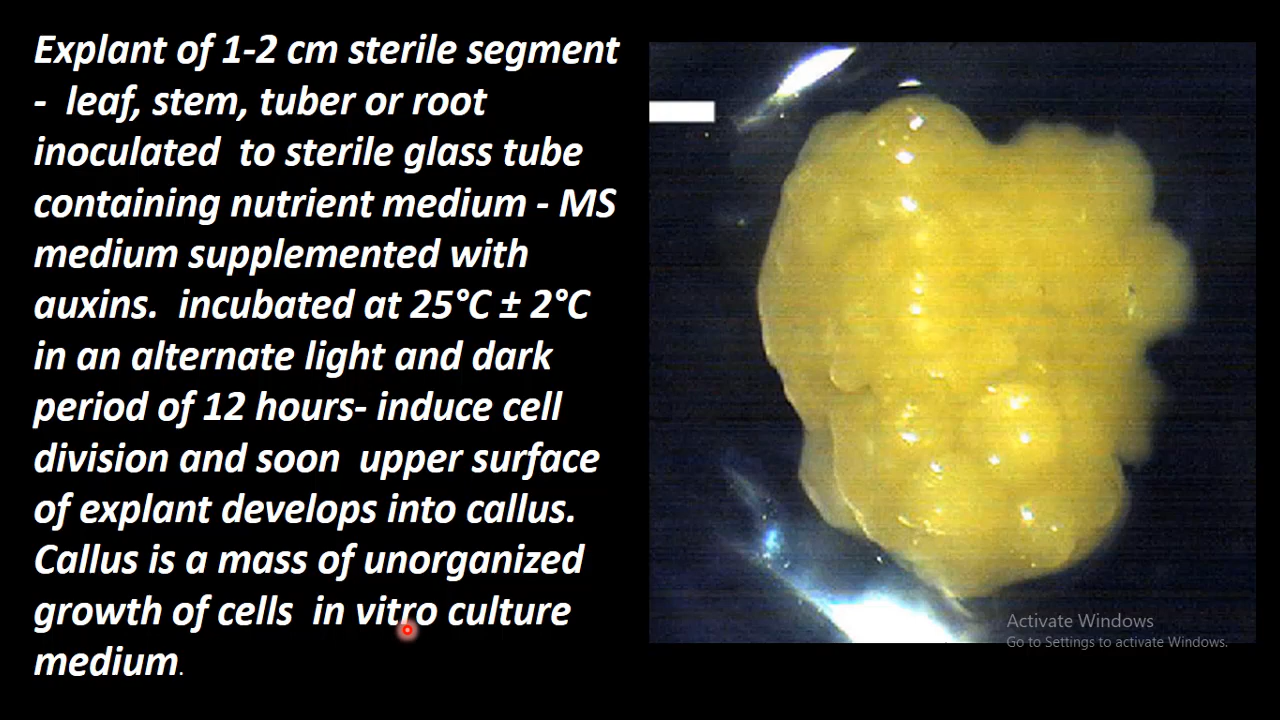 Explant of 1-2 cm sterile segment
- leaf, stem, tuber or root
inoculated to sterile glass tube
containing nutrient medium - MS
medium supplemented with
auxins. incubated at 25°C ± 2°C
in an alternate light and dark
period of 12 hours- induce cell
division and soon upper surface
of explant develops into callus.
Callus is a mass of unorganized
growth of cells in vitro culture
medium.
Activate Windows
Go to Settings to activate Windows.